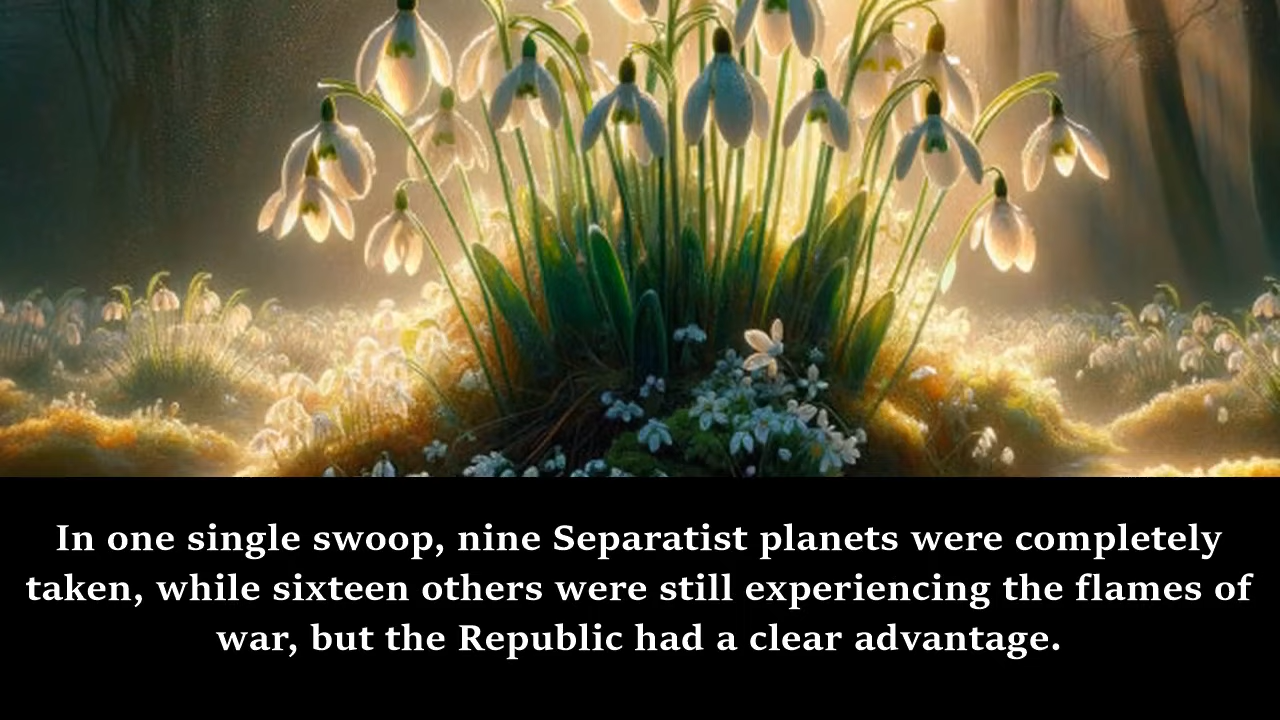 In one single swoop, nine Separatist planets were completely
taken, while sixteen others were still experiencing the flames of
war, but the Republic had a clear advantage.